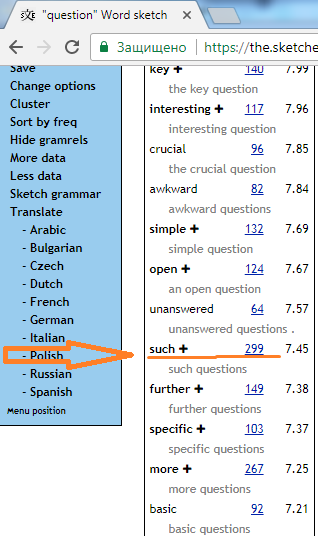 "question" Word sketch
Защищено https://the.sketche
Save
Change options
Cluster
Sort by freq
Hide gramrels
More data
Less data
Sketch grammar
Translate
- Arabic
- Bulgarian
- Czech
- Dutch
- French
- German
- Italian
- Polish
- Russian
- Spanish
Menu position
key + 140 7.99
the key question
interesting + 117 7.96
interesting question
crucial 96 7.85
the crucial question
awkward 82 7.84
awkward questions
simple + 132 7.69
simple question
open + 124 7.67
an open question
unanswered 64 7.57
unanswered questions .
such + 299 7.45
such questions
further + 149 7.38
further questions
specific + 103 7.37
specific questions
more + 267 7.25
more questions
basic 92 7.21
basic questions